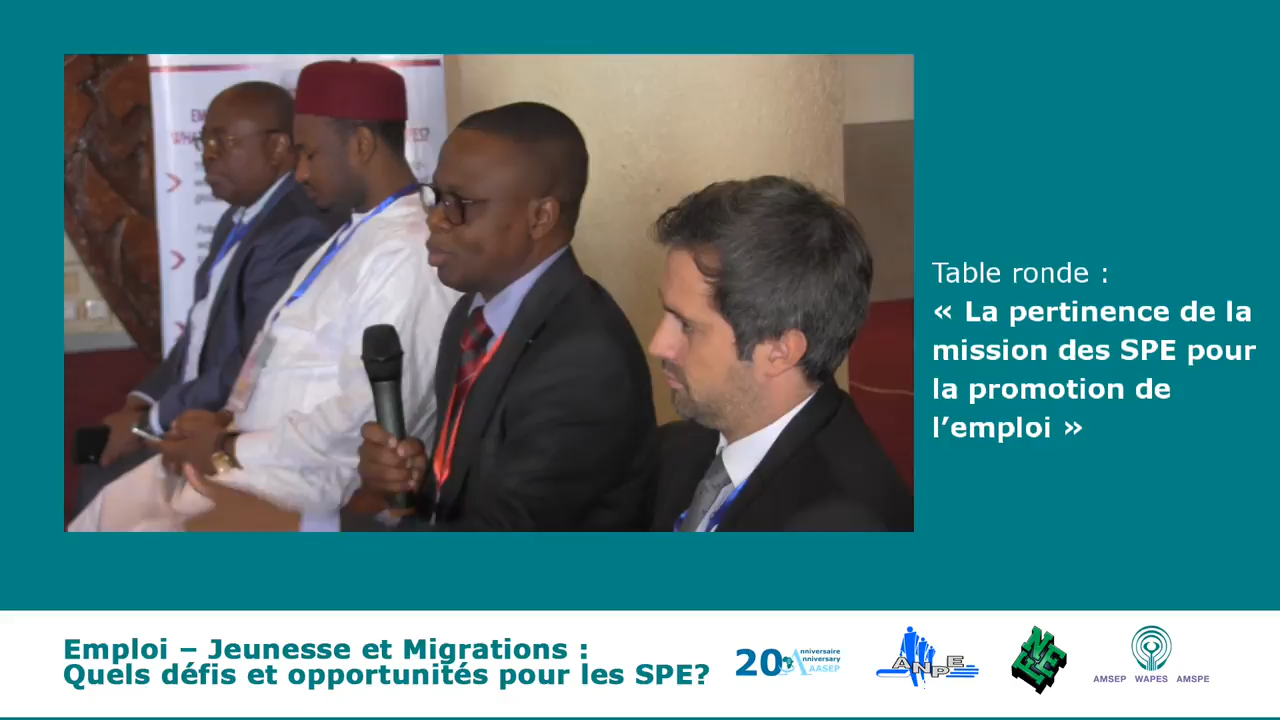 Table ronde :
« La pertinence de la
mission des SPE pour
la promotion de
l’emploi »
Emploi – Jeunesse et Migrations :
Quels défis et opportunités pour les SPE?
20
Anniversaire
Anniversary
AASEP
ANPE
AMSEP WAPES AMSPE